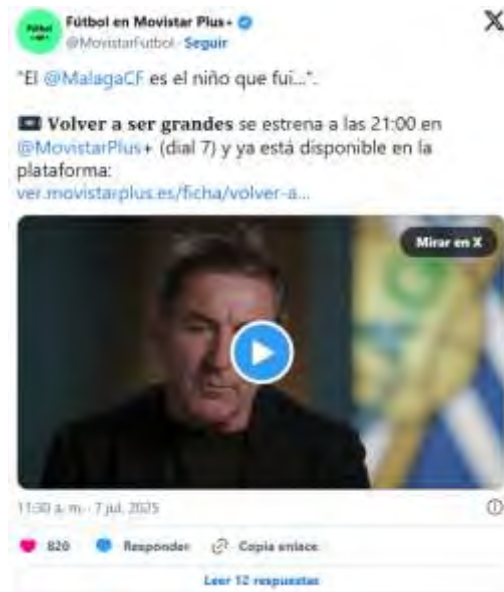 Fútbol en Movistar Plus+
@MovistarFutbol · Seguir
"El @MalagaCF es el niño que fui...".
Volver a ser grandes se estrena a las 21:00 en
@MovistarPlus+ (dial 7) y ya está disponible en la
plataforma:
ver.movistarplus.es/ficha/volver-a...
Mirar en X
11:30 a. m. · 7 jul. 2025
820 Responder Copia enlace
Leer 12 respuestas